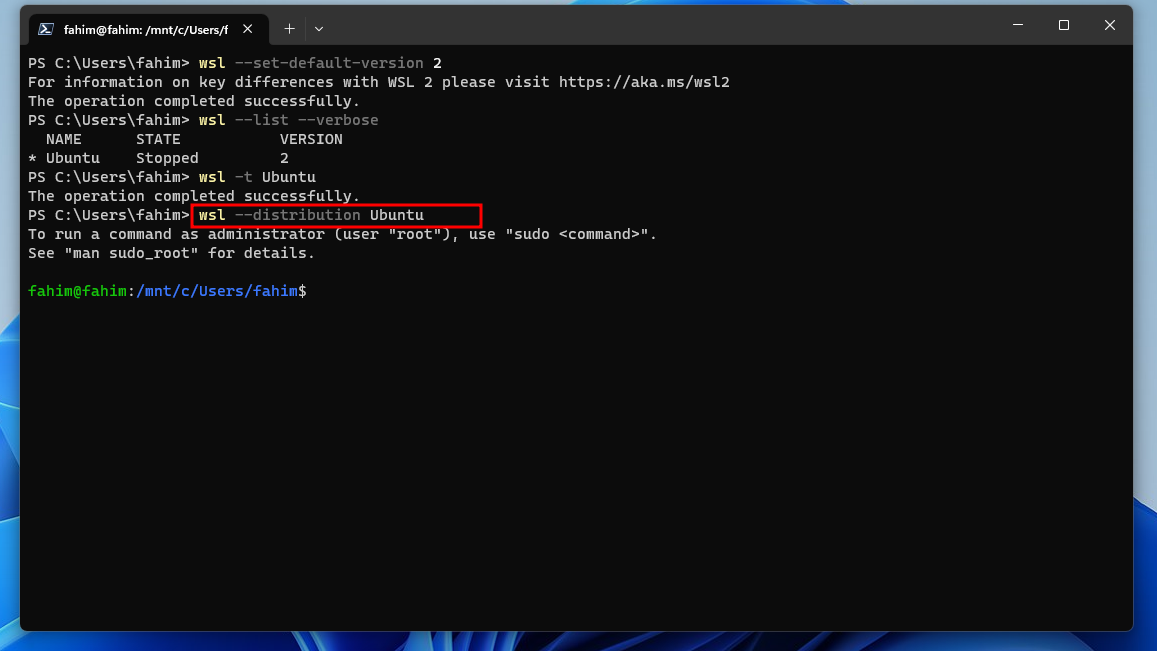 fahim@fahim: /mnt/c/Users/f
PS C:\Users\fahim> wsl --set-default-version 2
For information on key differences with WSL 2 please visit https://aka.ms/wsl2
The operation completed successfully.
PS C:\Users\fahim> wsl --list --verbose
  NAME      STATE           VERSION
* Ubuntu    Stopped         2
PS C:\Users\fahim> wsl -t Ubuntu
The operation completed successfully.
PS C:\Users\fahim> wsl --distribution Ubuntu
To run a command as administrator (user "root"), use "sudo <command>".
See "man sudo_root" for details.
fahim@fahim:/mnt/c/Users/fahim$